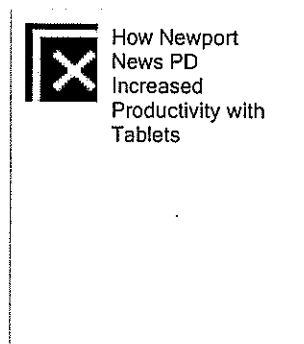 How Newport
News PD
Increased
Productivity with
Tablets